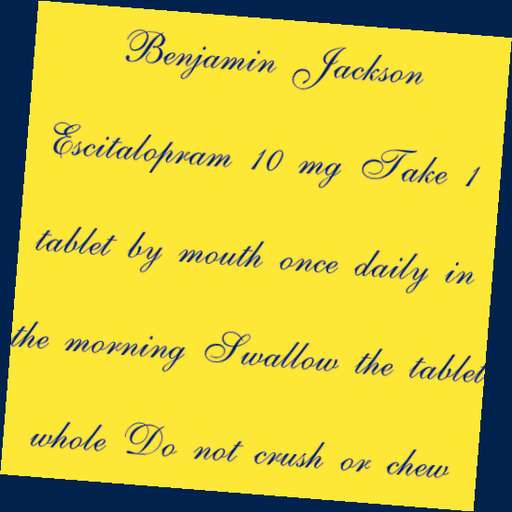 Benjamin Jackson
Escitalopram 10 mg Take 1
tablet by mouth once daily in
the morning Swallow the tablet
whole Do not crush or chew